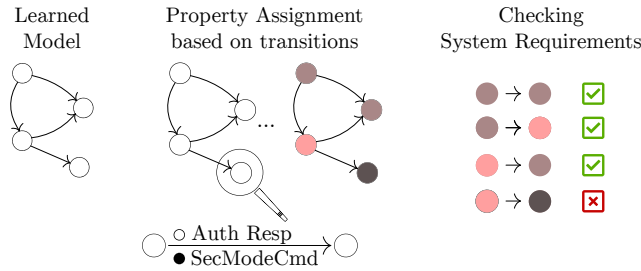 Learned
Model
Property Assignment
based on transitions
Checking
System Requirements
...
Auth Resp
SecModeCmd